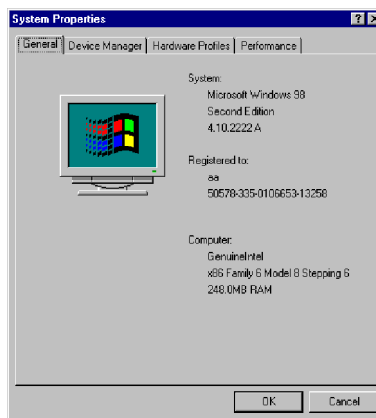 System Properties
General Device Manager Hardware Profiles Performance
System:
Microsoft Windows 98
Second Edition
4.10.2222 A
Registered to:
aa
50578-335-0106653-13258
Computer:
GenuineIntel
x86 Family 6 Model 8 Stepping 6
248.0MB RAM
OK Cancel